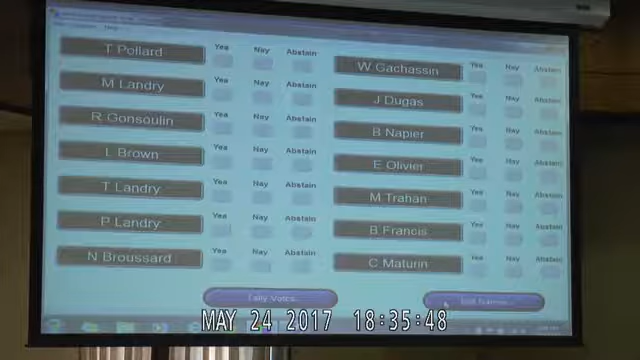 T Pollard Yea Nay Abstain
M Landry Yea Nay Abstain
R Gonsoulin Yea Nay Abstain
L Brown Yea Nay Abstain
T Landry Yea Nay Abstain
P Landry Yea Nay Abstain
N Broussard Yea Nay Abstain
W Gachassin Yea Nay Abstain
J Dugas Yea Nay Abstain
B Napier Yea Nay Abstain
E Olivier Yea Nay Abstain
M Trahan Yea Nay Abstain
B Francis Yea Nay Abstain
C Maturin Yea Nay Abstain
Tally Votes...
Edit Names...
MAY 24 2017 18:35:48